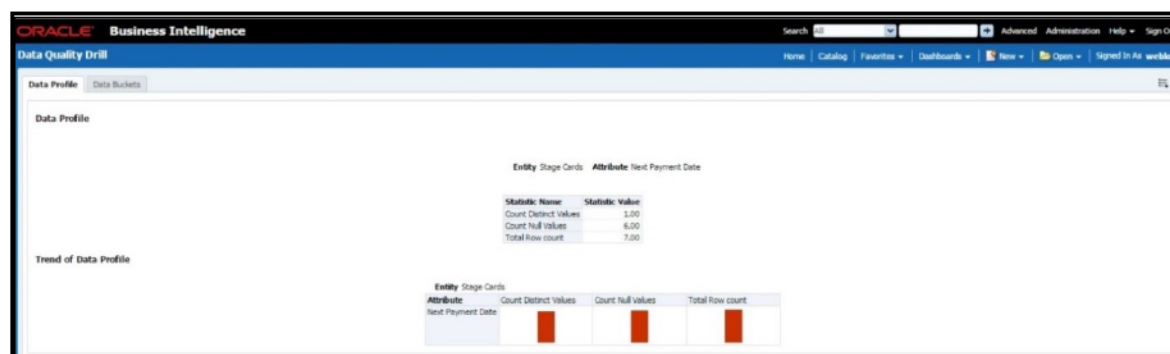 ORACLE Business Intelligence Search All Advanced Administration Help Sign O
Data Quality Drill Home Catalog Favorites Dashboards New Open Signed In As weblo
Data Profile Data Buckets
Data Profile
Entity Stage Cards Attribute Next Payment Date
Statistic Name Statistic Value
Count Distinct Values 1.00
Count Null Values 6.00
Total Row count 7.00
Trend of Data Profile
Entity Stage Cards
Attribute Count Distinct Values Count Null Values Total Row count
Next Payment Date